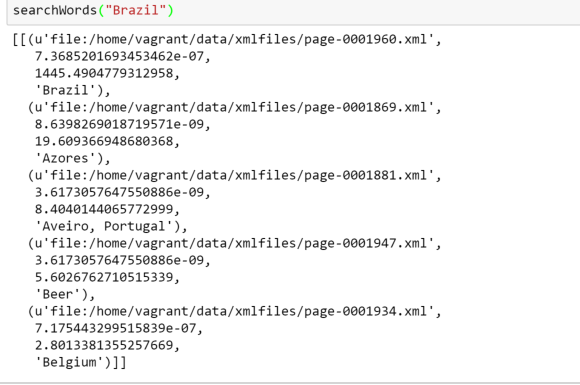 searchWords("Brazil")
[[(u'file:/home/vagrant/data/xmlfiles/page-0001960.xml',
7.3685201693453462e-07,
1445.4904779312958,
'Brazil'),
(u'file:/home/vagrant/data/xmlfiles/page-0001869.xml',
8.6398269018719571e-09,
19.609366948680368,
'Azores'),
(u'file:/home/vagrant/data/xmlfiles/page-0001881.xml',
3.6173057647550886e-09,
8.4040144065772999,
'Aveiro, Portugal'),
(u'file:/home/vagrant/data/xmlfiles/page-0001947.xml',
3.6173057647550886e-09,
5.6026762710515339,
'Beer'),
(u'file:/home/vagrant/data/xmlfiles/page-0001934.xml',
7.175443299515839e-07,
2.8013381355257669,
'Belgium')]]